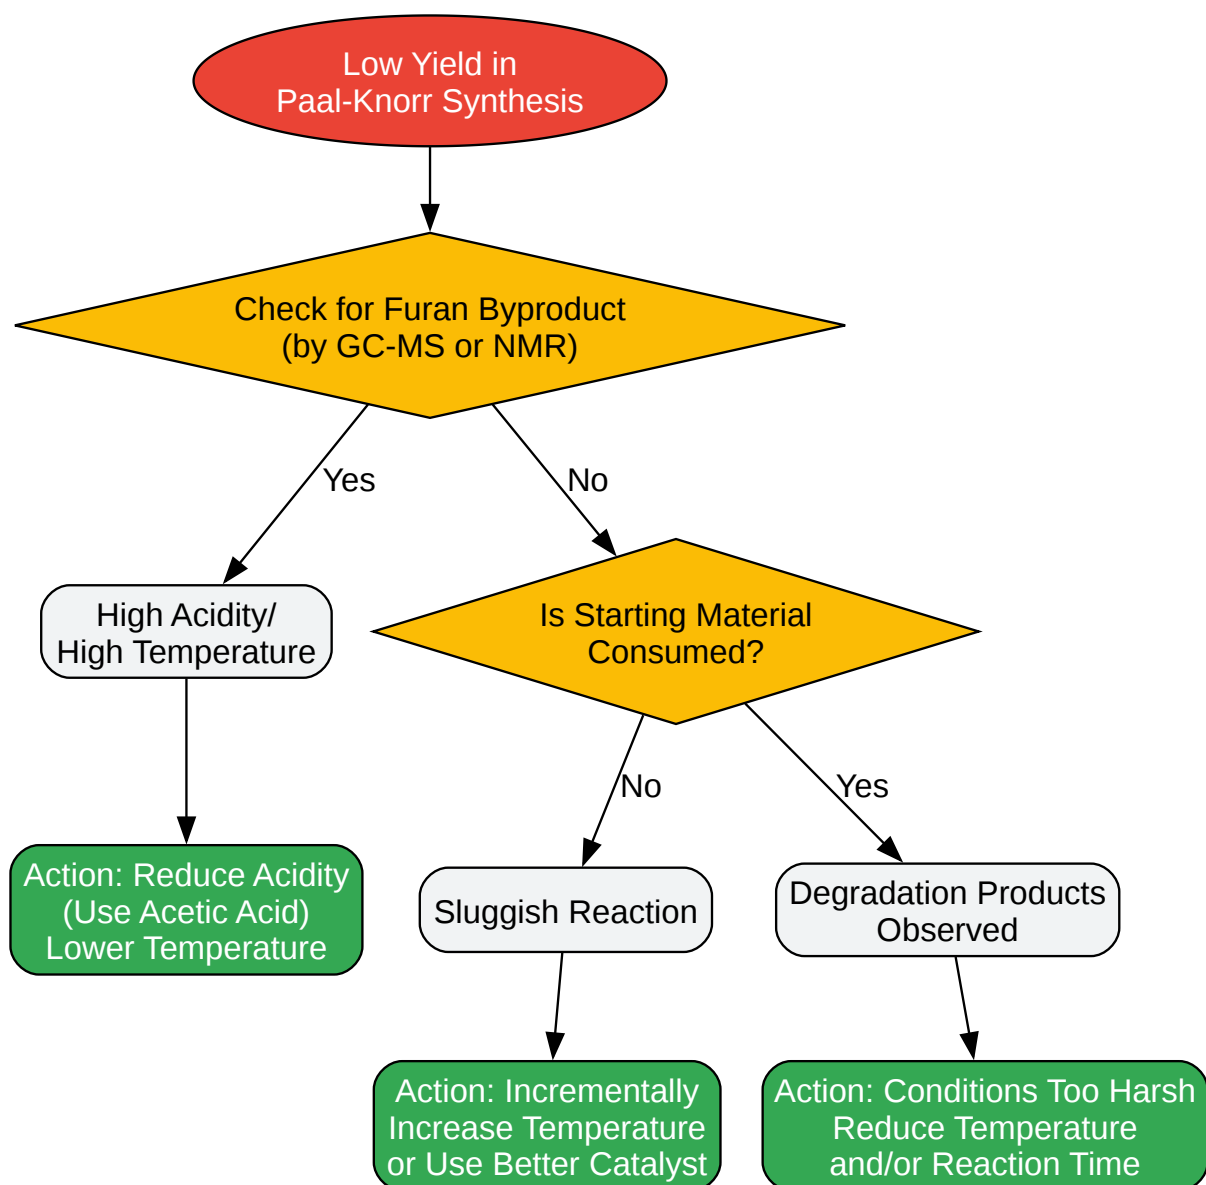 Low Yield in
Paal-Knorr Synthesis
Check for Furan Byproduct
(by GC-MS or NMR)
Yes
No
High Acidity/
High Temperature
Is Starting Material
Consumed?
No
Yes
Action: Reduce Acidity
(Use Acetic Acid)
Lower Temperature
Sluggish Reaction
Degradation Products
Observed
Action: Incrementally
Increase Temperature
or Use Better Catalyst
Action: Conditions Too Harsh
Reduce Temperature
and/or Reaction Time